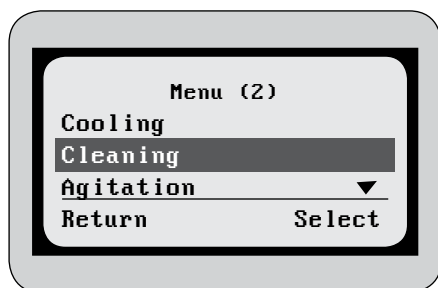 Menu (2)
Cooling
Cleaning
Agitation ▼
Return Select